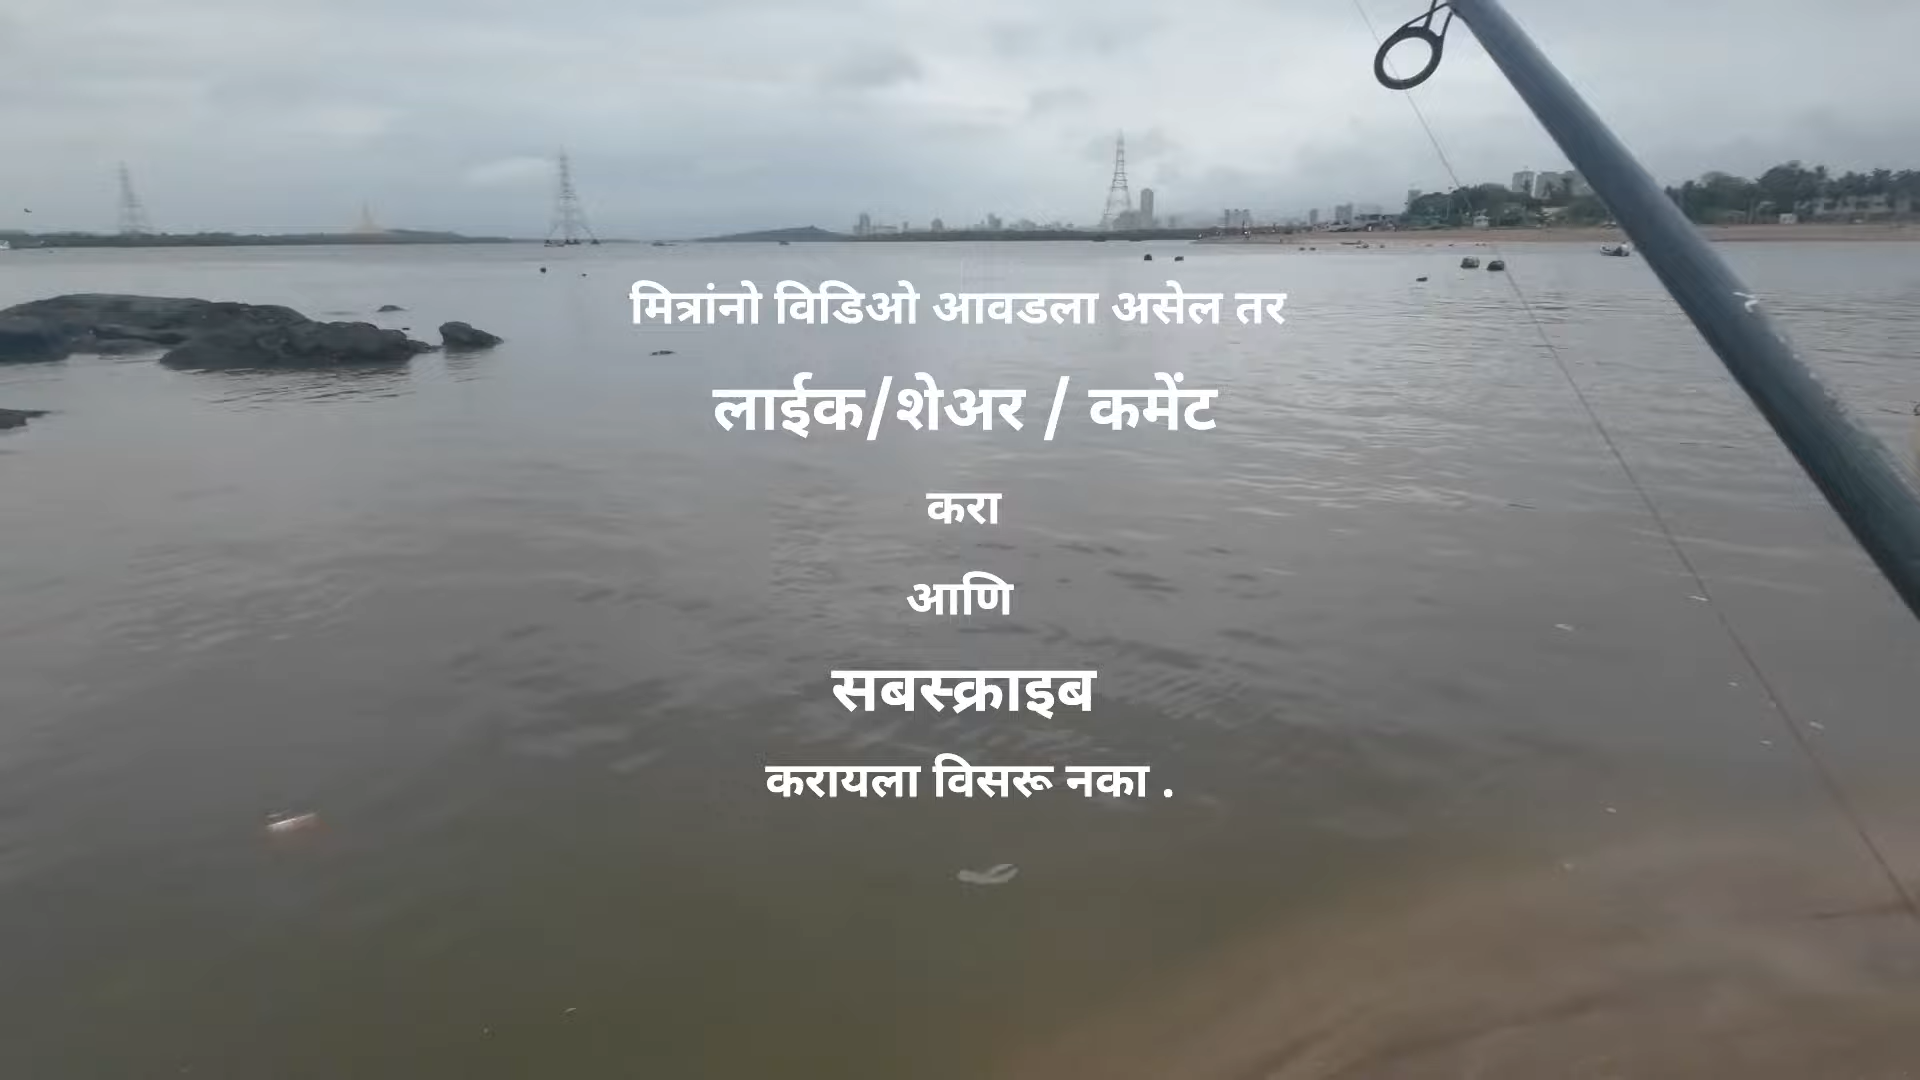 मित्रांनो विडिओ आवडला असेल तर
लाईक/शेअर / कमेंट
करा
आणि
सबस्क्राइब
करायला विसरू नका .